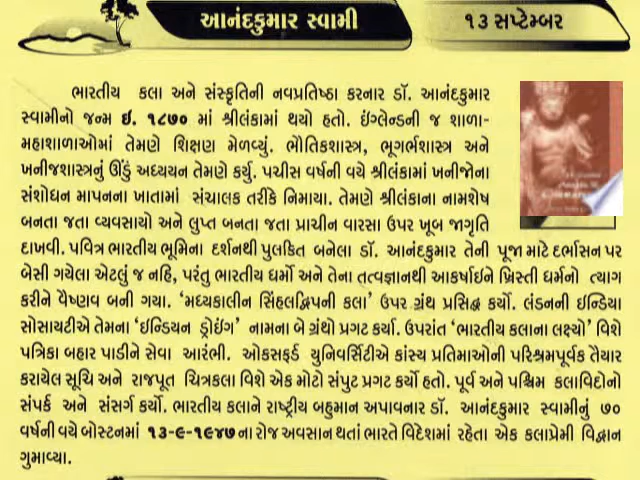 આનંદકુમાર સ્વામી
૧૩ સપ્ટેમ્બર
ભારતીય કલા અને સંસ્કૃતિની નવપ્રતિષ્ઠા કરનાર ડૉ. આનંદકુમાર
સ્વામીનો જન્મ ઇ. ૧૮૭૦ માં શ્રીલંકામાં થયો હતો. ઇંગ્લેન્ડની જ શાળા-
મહાશાળાઓમાં તેમણે શિક્ષણ મેળવ્યું. ભૌતિકશાસ્ત્ર, ભૂગર્ભશાસ્ત્ર અને
ખનીજશાસ્ત્રનું ઊંડું અધ્યયન તેમણે કર્યું. પચીસ વર્ષની વયે શ્રીલંકામાં ખનીજોના
સંશોધન માપનના ખાતામાં સંચાલક તરીકે નિમાયા. તેમણે શ્રીલંકાના નામશેષ
બનતા જતા વ્યવસાયો અને લુપ્ત બનતા જતા પ્રાચીન વારસા ઉપર ખૂબ જાગૃતિ
દાખવી. પવિત્ર ભારતીય ભૂમિના દર્શનથી પુલકિત બનેલા ડૉ. આનંદકુમાર તેની પૂજા માટે દર્ભાસન પર
બેસી ગયેલા એટલું જ નહિ, પરંતુ ભારતીય ધર્મો અને તેના તત્વજ્ઞાનથી આકર્ષાઇને ખ્રિસ્તી ધર્મનો ત્યાગ
કરીને વૈષ્ણવ બની ગયા. ‘મધ્યકાલીન સિંહલદ્વિપની કલા’ ઉપર ગ્રંથ પ્રસિદ્ધ કર્યો. લંડનની ઇન્ડિયા
સોસાયટીએ તેમના ‘ઇન્ડિયન ડ્રોઇંગ’ નામના બે ગ્રંથો પ્રગટ કર્યા. ઉપરાંત ‘ભારતીય કલાના લક્ષ્યો’ વિશે
પત્રિકા બહાર પાડીને સેવા આરંભી. ઓક્સફર્ડ યુનિવર્સિટીએ કાંસ્ય પ્રતિમાઓની પરિશ્રમપૂર્વક તૈયાર
કરાયેલ સૂચિ અને રાજપૂત ચિત્રકલા વિશે એક મોટો સંપુટ પ્રગટ કર્યો હતો. પૂર્વ અને પશ્ચિમ કલાવિદોનો
સંપર્ક અને સંસર્ગ કર્યો. ભારતીય કલાને રાષ્ટ્રીય બહુમાન અપાવનાર ડૉ. આનંદકુમાર સ્વામીનું ૭૦
વર્ષની વયે બોસ્ટનમાં ૧૩-૯-૧૯૪૭ના રોજ અવસાન થતાં ભારતે વિદેશમાં રહેતા એક કલાપ્રેમી વિદ્વાન
ગુમાવ્યા.